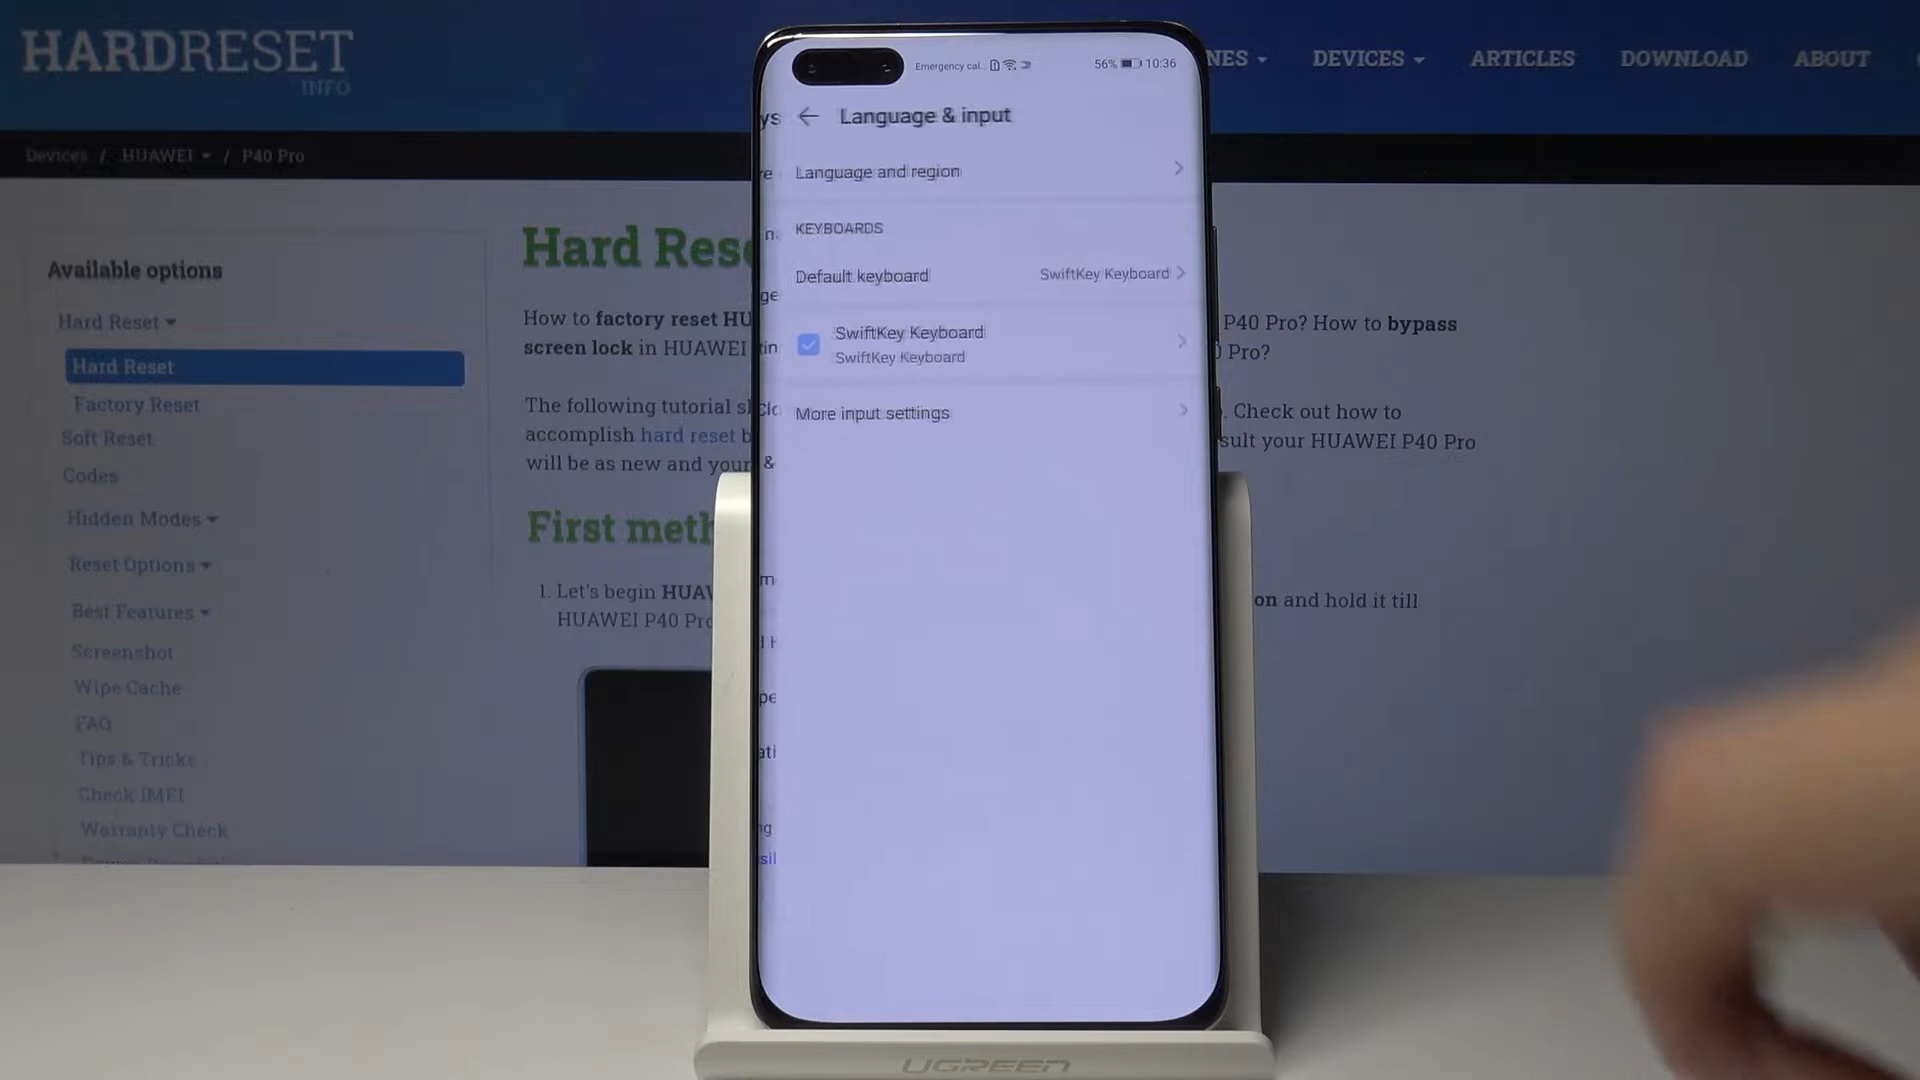 HARDRESET
INFO
DEVICES
ARTICLES
DOWNLOAD
ABOUT
Devices / HUAWEI / P40 Pro
Available options
Hard Reset
Hard Reset
Factory Reset
Soft Reset
Codes
Hidden Modes
Reset Options
Best Features
Screenshot
Wipe Cache
FAQ
Tips & Tricks
Check IMEI
Warranty Check
How to factory reset HU
screen lock in HUAWEI
The following tutorial
accomplish hard reset
will be as new and your
First meth
1. Let's begin HUAW
HUAWEI P40 Pro
Emergency cal...
56% 10:36
Language & input
Language and region
KEYBOARDS
Default keyboard SwiftKey Keyboard
SwiftKey Keyboard
SwiftKey Keyboard
More input settings
P40 Pro? How to bypass
Pro?
Check out how to
sult your HUAWEI P40 Pro
on and hold it till
UGREEN